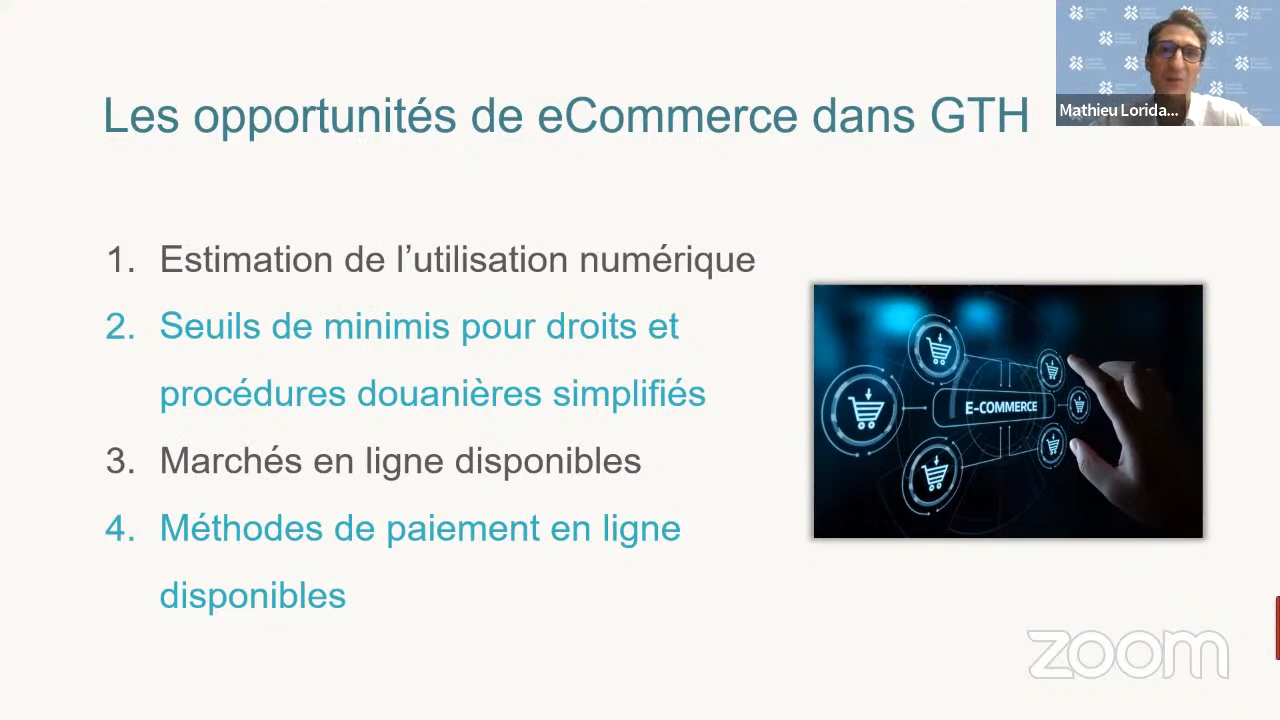 Les opportunités de eCommerce dans GTH
Mathieu Lorida...
1. Estimation de l’utilisation numérique
2. Seuils de minimis pour droits et
procédures douanières simplifiés
3. Marchés en ligne disponibles
4. Méthodes de paiement en ligne
disponibles
E-COMMERCE
zoom